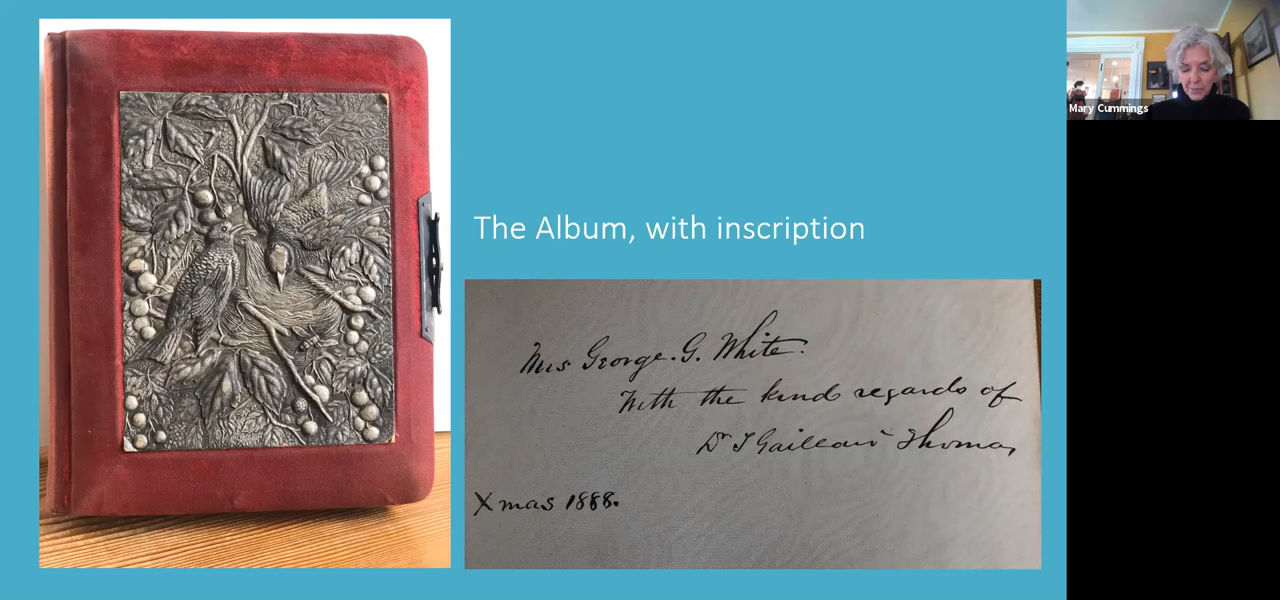 The Album, with inscription
Mrs George. G. White.
With the kind regards of
Dr T Gaillard Thomas
Xmas 1888.
Mary Cummings